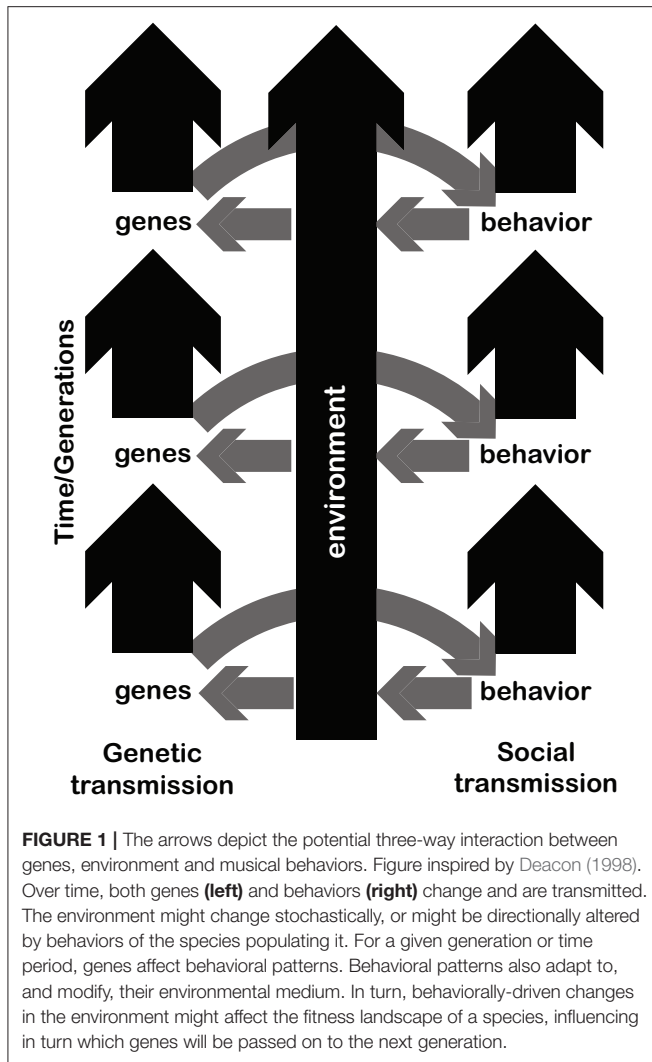 genes
behavior
genes
behavior
genes
behavior
Time/Generations
environment
Genetic
transmission
Social
transmission
FIGURE 1 | The arrows depict the potential three-way interaction between
genes, environment and musical behaviors. Figure inspired by Deacon (1998).
Over time, both genes (left) and behaviors (right) change and are transmitted.
The environment might change stochastically, or might be directionally altered
by behaviors of the species populating it. For a given generation or time
period, genes affect behavioral patterns. Behavioral patterns also adapt to,
and modify, their environmental medium. In turn, behaviorally-driven changes
in the environment might affect the fitness landscape of a species, influencing
in turn which genes will be passed on to the next generation.